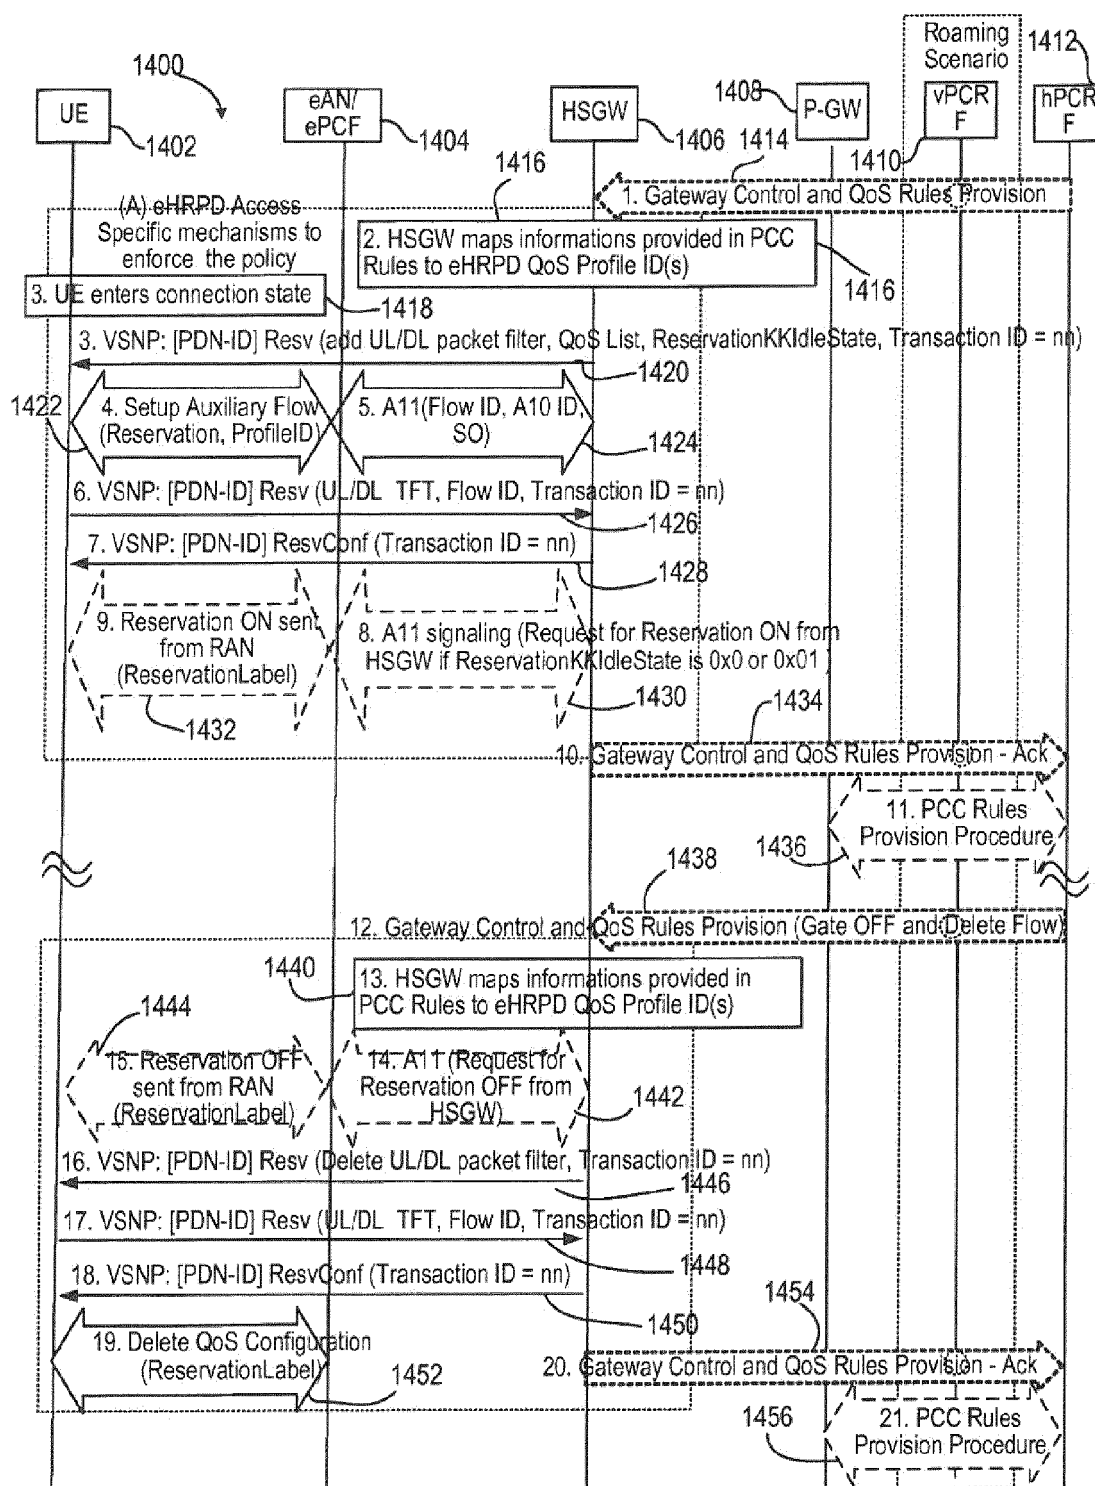 Roaming
Scenario
1412
1400
UE
eAN/
ePCF
HSGW
1408
P-GW
vPCR
F
hPCR
F
1402
1404
1406
1414
1410
1416
1. Gateway Control and QoS Rules Provision
(A) eHRPD Access
Specific mechanisms to
enforce the policy
2. HSGW maps informations provided in PCC
Rules to eHRPD QoS Profile ID(s)
1416
3. UE enters connection state
1418
3. VSNP: [PDN-ID] Resv (add UL/DL packet filter, QoS List, ReservationKKIdleState, Transaction ID = nn)
1420
1422
4. Setup Auxiliary Flow
(Reservation, ProfileID)
5. A11(Flow ID, A10 ID,
SO)
1424
6. VSNP: [PDN-ID] Resv (UL/DL TFT, Flow ID, Transaction ID = nn)
1426
7. VSNP: [PDN-ID] ResvConf (Transaction ID = nn)
1428
9. Reservation ON sent
from RAN
(ReservationLabel)
8. A11 signaling (Request for Reservation ON from
HSGW if ReservationKKIdleState is 0x0 or 0x01 )
1432
1430
1434
10. Gateway Control and QoS Rules Provision - Ack
11. PCC Rules
Provision Procedure
1436
1438
12. Gateway Control and QoS Rules Provision (Gate OFF and Delete Flow)
1440
13. HSGW maps informations provided in
PCC Rules to eHRPD QoS Profile ID(s)
1444
15. Reservation OFF
sent from RAN
(ReservationLabel)
14. A11 (Request for
Reservation OFF from
HSGW)
1442
16. VSNP: [PDN-ID] Resv (Delete UL/DL packet filter, Transaction ID = nn)
1446
17. VSNP: [PDN-ID] Resv (UL/DL TFT, Flow ID, Transaction ID = nn)
1448
18. VSNP: [PDN-ID] ResvConf (Transaction ID = nn)
1450
1454
19. Delete QoS Configuration
(ReservationLabel)
1452
20. Gateway Control and QoS Rules Provision - Ack
1456
21. PCC Rules
Provision Procedure